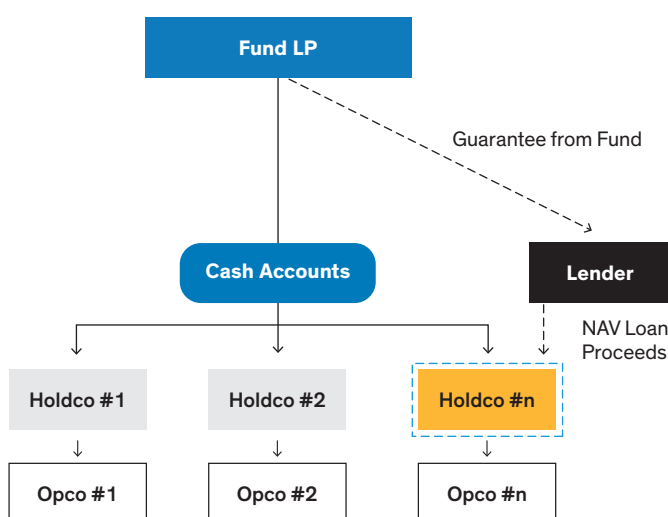 Fund LP
Guarantee from Fund
Cash Accounts
Lender
NAV Loan
Proceeds
Holdco #1
Holdco #2
Holdco #n
Opco #1
Opco #2
Opco #n